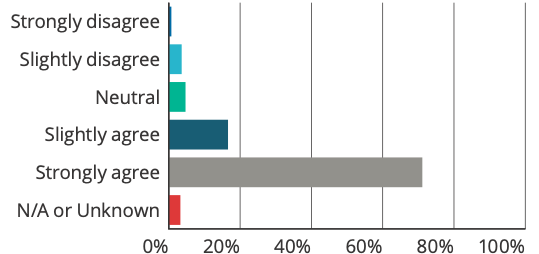 Strongly disagree
Slightly disagree
Neutral
Slightly agree
Strongly agree
N/A or Unknown
0% 20% 40% 60% 80% 100%